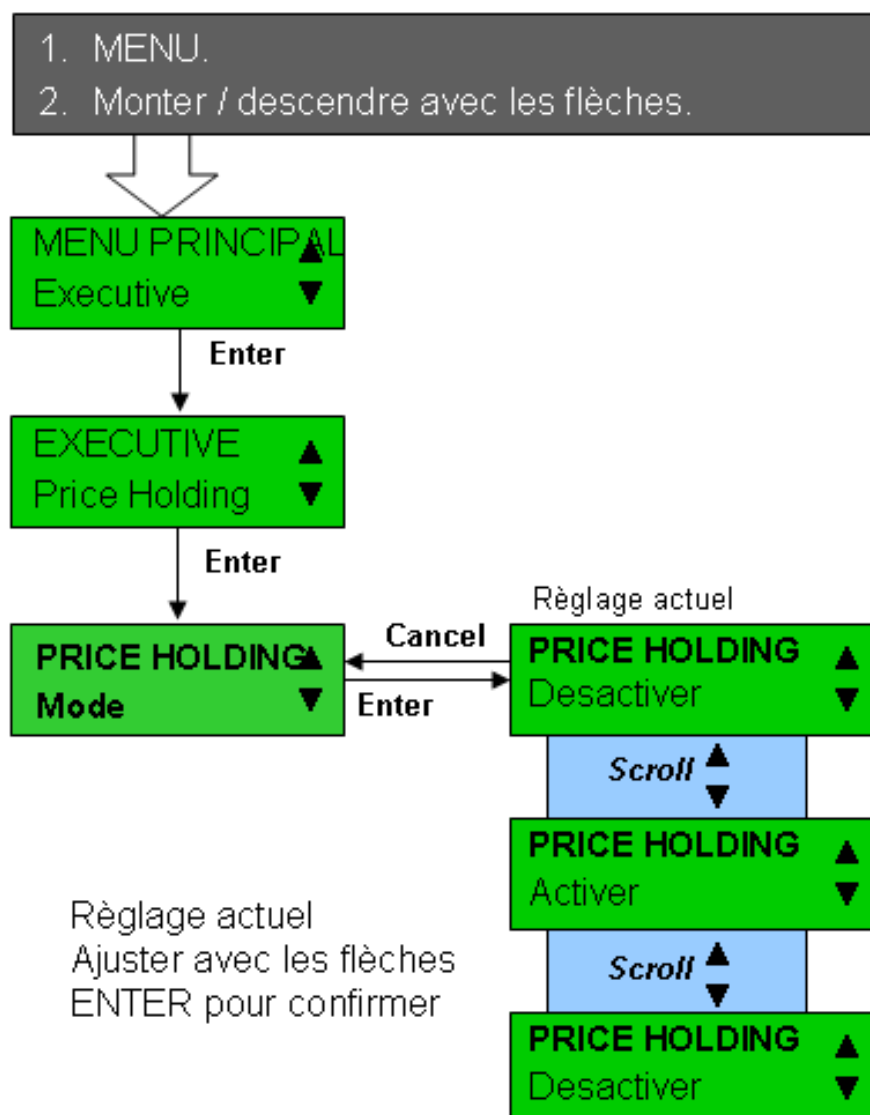 1. MENU.
2. Monter / descendre avec les flèches.
MENU PRINCIPAL
Executive
Enter
EXECUTIVE
Price Holding
Enter
Règlage actuel
PRICE HOLDING
Mode
Cancel
Enter
PRICE HOLDING
Desactiver
Scroll
PRICE HOLDING
Activer
Règlage actuel
Ajuster avec les flèches
ENTER pour confirmer
Scroll
PRICE HOLDING
Desactiver